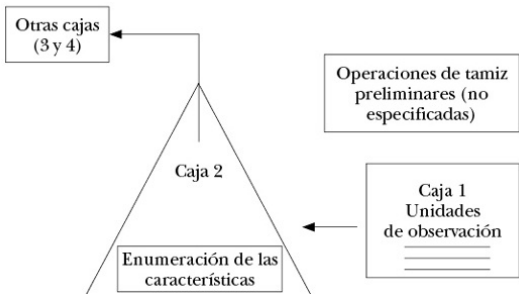 Otras cajas
(3 y 4)
Operaciones de tamiz
preliminares (no
especificadas)
Caja 2
Caja 1
Unidades
de observación
Enumeración de las
características